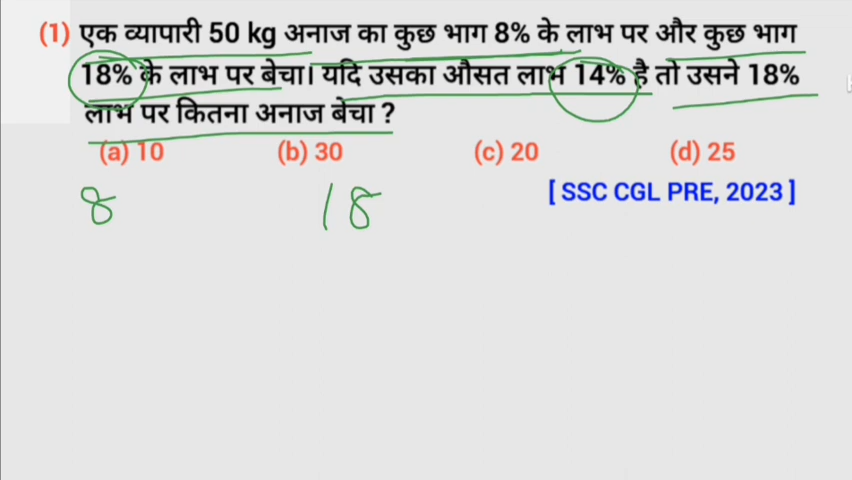 (1) एक व्यापारी 50 kg अनाज का कुछ भाग 8% के लाभ पर और कुछ भाग
18% के लाभ पर बेचा। यदि उसका औसत लाभ 14% है तो उसने 18%
लाभ पर कितना अनाज बेचा ?
(a) 10 (b) 30 (c) 20 (d) 25
[ SSC CGL PRE, 2023 ]
8 18